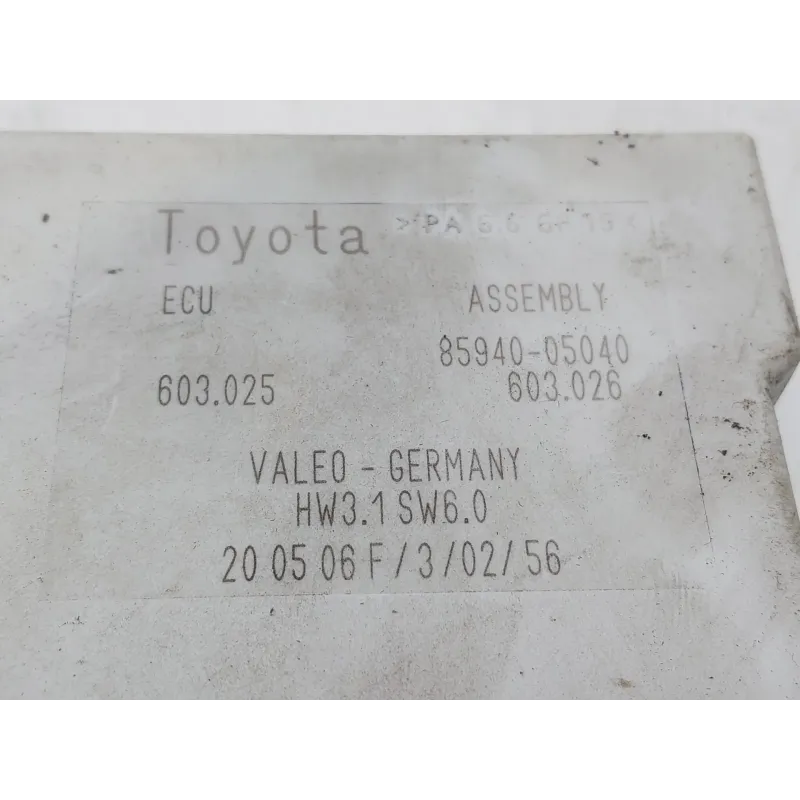 Toyota
ECU ASSEMBLY
85940-05040
603.025 603.026
VALEO - GERMANY
HW3.1 SW6.0
20 05 06 F/3/02/56